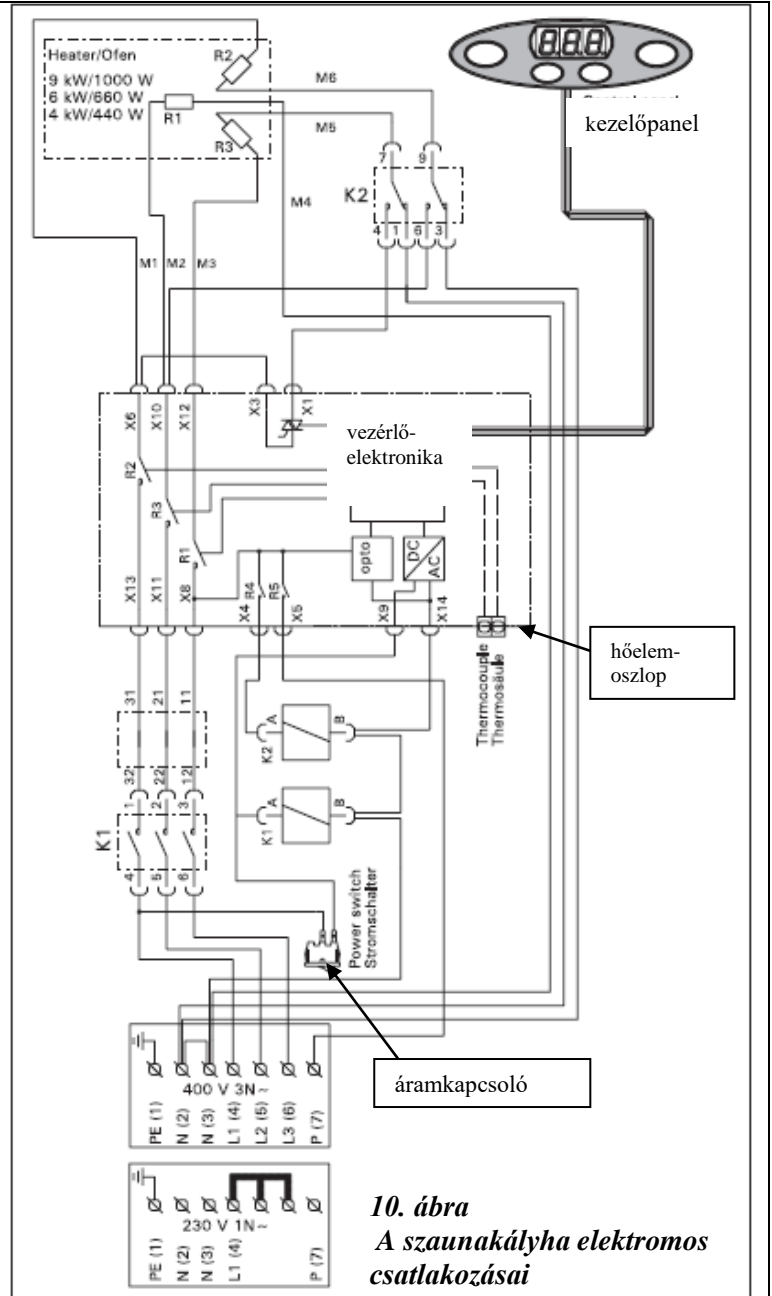 Heater/Ofen
9 kW/1000 W
6 kW/660 W
4 kW/440 W
R2
R1
R3
M6
M5
M4
M1 M2 M3
888
kezelőpanel
7 9
K2
4 1 6 3
X6 X10 X12 X3 X1
vezérlő-
elektronika
R2
R3
R1
opto
DC
AC
R4 R5
X13 X11 X8 X4 X5 X9 X14
Thermocouple
Thermosäule
hőelem-
oszlop
31 21 11
32 22 12
K2 A B
K1 A B
1 2 3
K1
4 5 6
Power switch
Stromschalter
áramkapcsoló
400 V 3N~
PE (1)
N (2)
N (3)
L1 (4)
L2 (5)
L3 (6)
P (7)
230 V 1N~
PE (1)
N (2)
N (3)
L1 (4)
P (7)
10. ábra
A szaunakályha elektromos
csatlakozásai